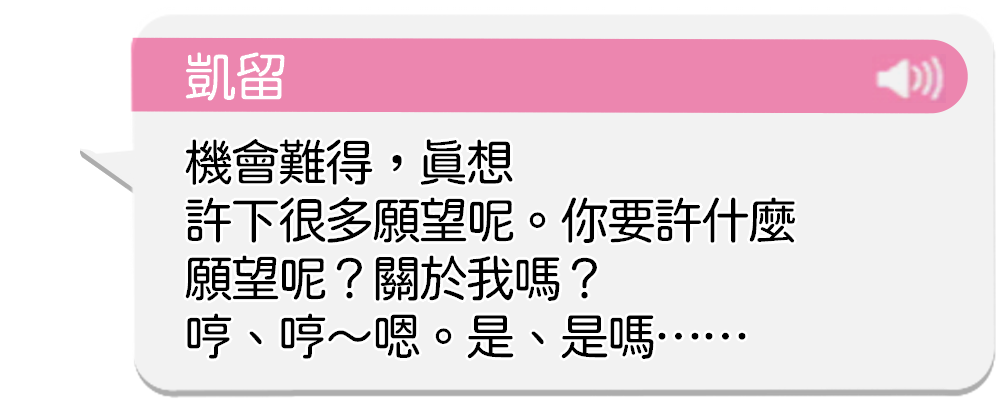 凱留
機會難得，眞想
許下很多願望呢。你要許什麼
願望呢？關於我嗎？
哼、哼～嗯。是、是嗎……